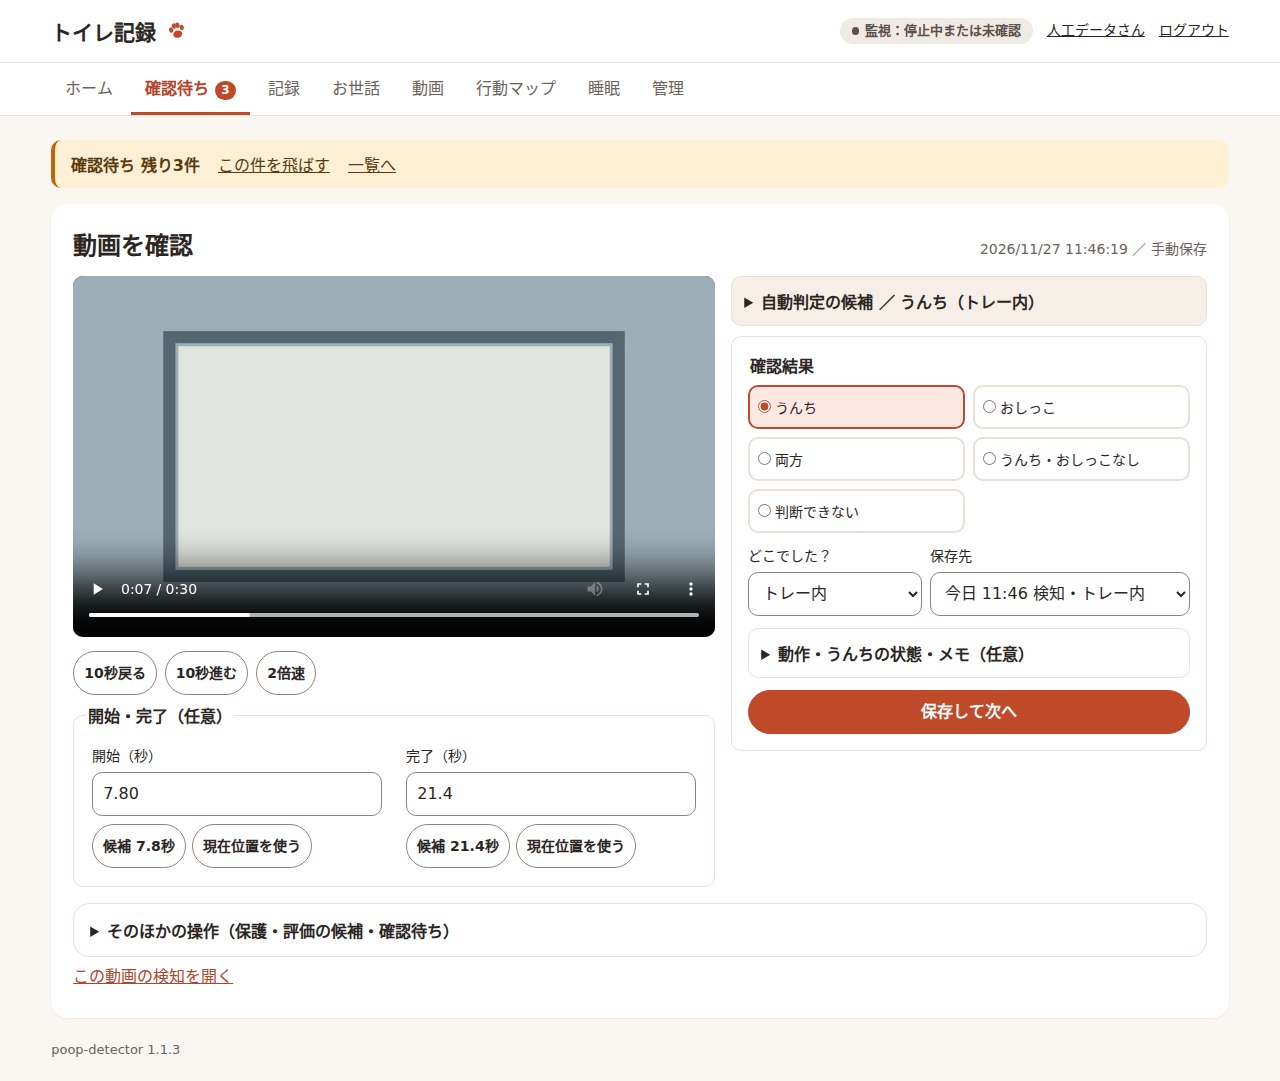 トイレ記録
監視：停止中または未確認
人工データさん
ログアウト
ホーム
確認待ち 3
記録
お世話
動画
行動マップ
睡眠
管理
確認待ち 残り3件
この件を飛ばす
一覧へ
動画を確認
2026/11/27 11:46:19 ／ 手動保存
0:07 / 0:30
10秒戻る
10秒進む
2倍速
開始・完了（任意）
開始（秒）
完了（秒）
7.80
21.4
候補 7.8秒
現在位置を使う
候補 21.4秒
現在位置を使う
自動判定の候補 ／ うんち（トレー内）
確認結果
うんち
おしっこ
両方
うんち・おしっこなし
判断できない
どこでした？
保存先
トレー内
今日 11:46 検知・トレー内
動作・うんちの状態・メモ（任意）
保存して次へ
そのほかの操作（保護・評価の候補・確認待ち）
この動画の検知を開く
poop-detector 1.1.3